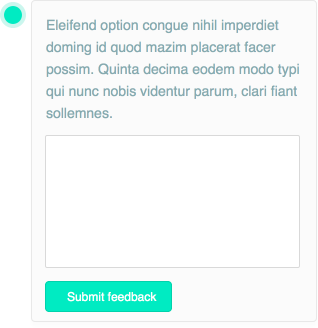 Eleifend option congue nihil imperdiet
doming id quod mazim placerat facer
possim. Quinta decima eodem modo typi
qui nunc nobis videntur parum, clari fiant
sollemnes.
Submit feedback